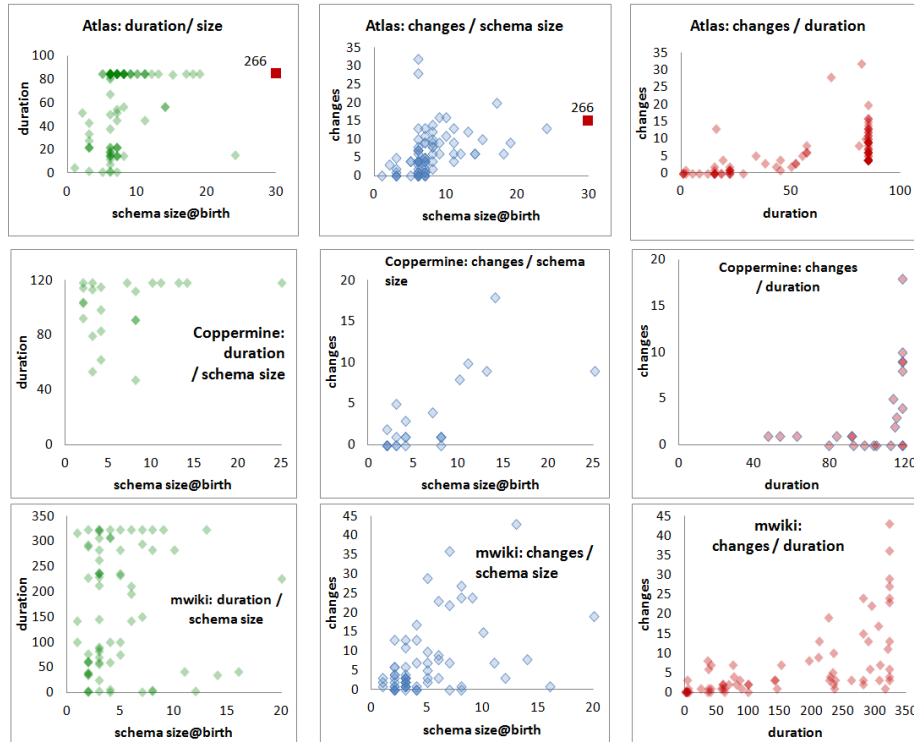 Atlas: duration/ size
100
80
60
40
20
0
duration
266
0 10 20 30
schema size@birth
Atlas: changes / schema size
35
30
25
20
15
10
5
0
changes
266
0 10 20 30
schema size@birth
Atlas: changes / duration
35
30
25
20
15
10
5
0
changes
0 50 100
duration
120
80
40
0
duration
Coppermine:
duration
/ schema size
0 5 10 15 20 25
schema size@birth
Coppermine: changes / schema
size
20
15
10
5
0
changes
0 5 10 15 20 25
schema size@birth
Coppermine: changes
/ duration
20
15
10
5
0
changes
0 20 40 60 80 100 120
duration
350
300
250
200
150
100
50
0
duration
mwiki: duration /
schema size
0 5 10 15 20
schema size@birth
45
40
35
30
25
20
15
10
5
0
changes
mwiki: changes /
schema size
0 5 10 15 20
schema size@birth
45
40
35
30
25
20
15
10
5
0
changes
mwiki:
changes / duration
0 50 100 150 200 250 300 350
duration